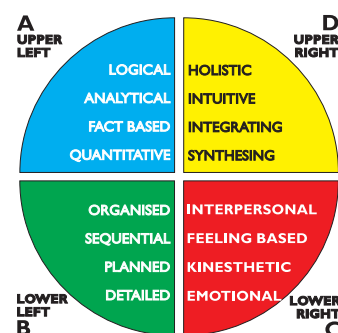 A
UPPER
LEFT
LOGICAL
ANALYTICAL
FACT BASED
QUANTITATIVE
D
UPPER
RIGHT
HOLISTIC
INTUITIVE
INTEGRATING
SYNTHESING
ORGANISED
SEQUENTIAL
PLANNED
DETAILED
LOWER
LEFT
B
INTERPERSONAL
FEELING BASED
KINESTHETIC
EMOTIONAL
LOWER
RIGHT
C